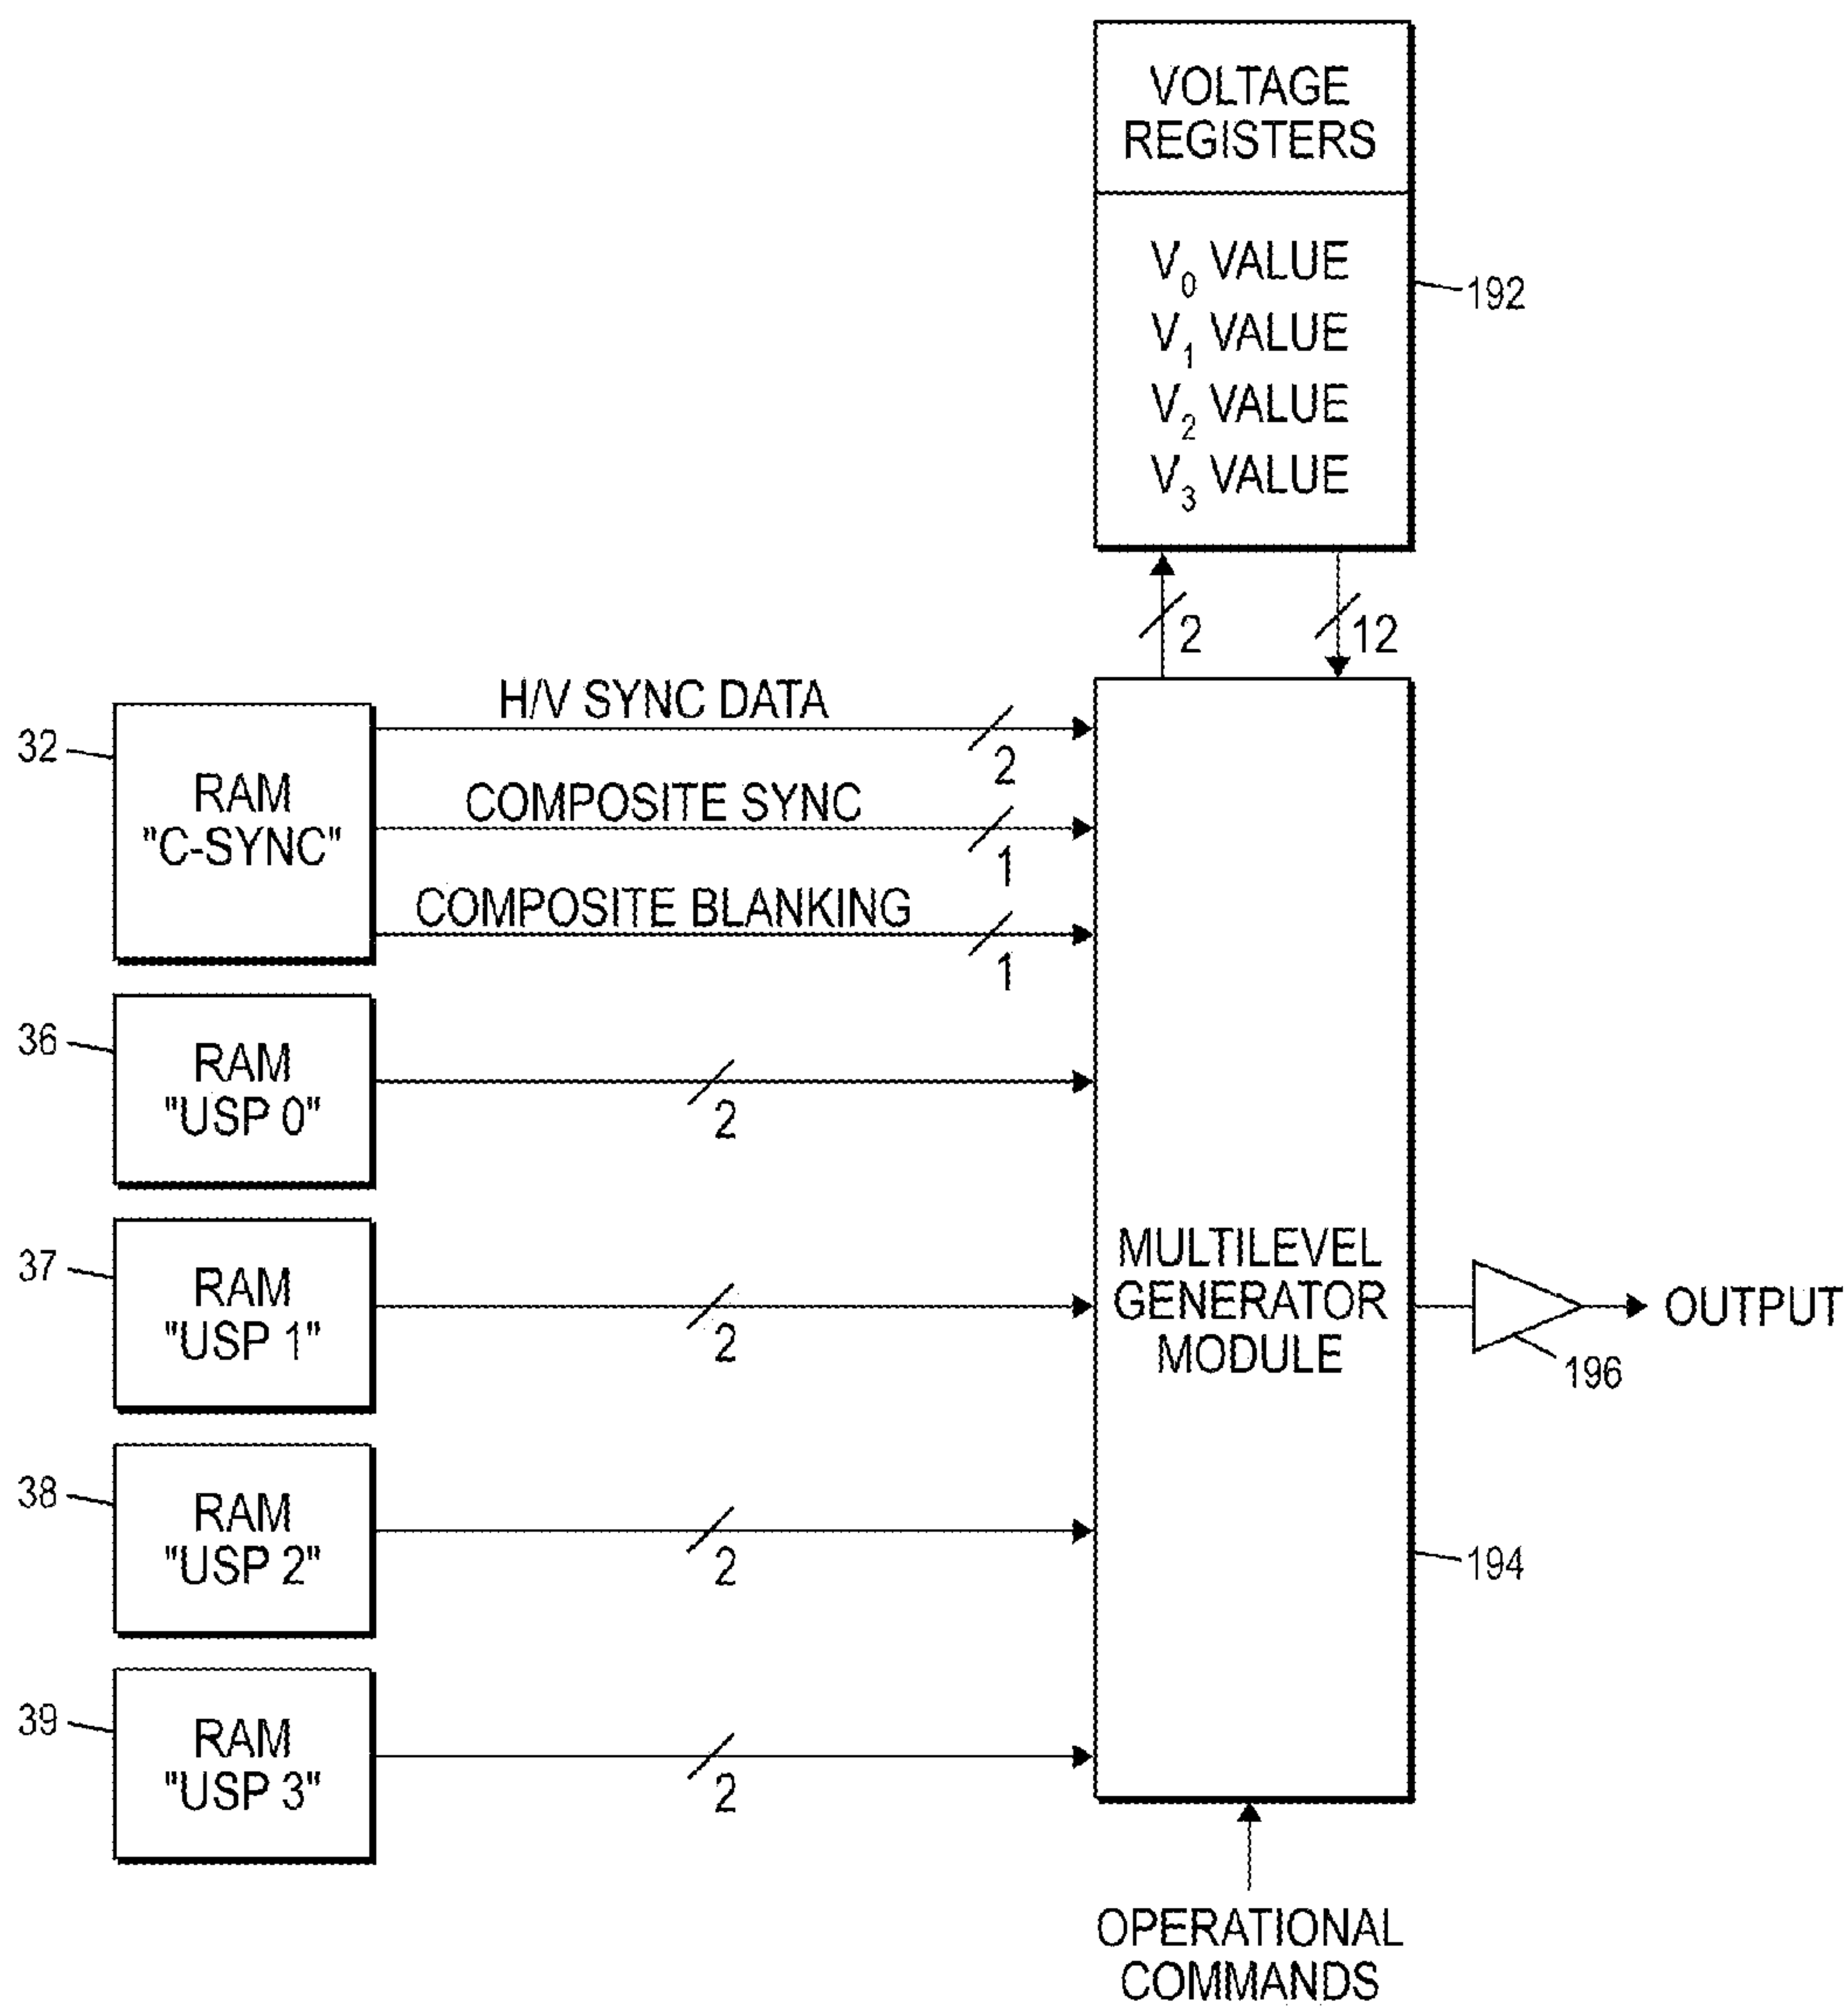 VOLTAGE
REGISTERS
V0 VALUE
V1 VALUE
V2 VALUE
V3 VALUE
192
2
12
H/V SYNC DATA
2
32
RAM
"C-SYNC"
COMPOSITE SYNC
1
COMPOSITE BLANKING
1
36
RAM
"USP 0"
2
37
RAM
"USP 1"
2
MULTILEVEL
GENERATOR
MODULE
OUTPUT
196
38
RAM
"USP 2"
2
194
39
RAM
"USP 3"
2
OPERATIONAL
COMMANDS